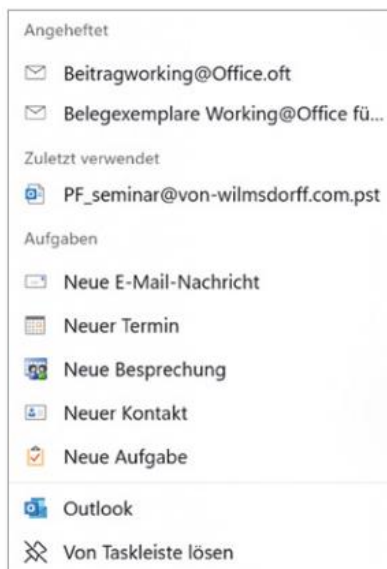 Angeheftet
Beitragworking@Office.oft
Belegexemplare Working@Office fü...
Zuletzt verwendet
PF_seminar@von-wilmsdorff.com.pst
Aufgaben
Neue E-Mail-Nachricht
Neuer Termin
Neue Besprechung
Neuer Kontakt
Neue Aufgabe
Outlook
Von Taskleiste lösen